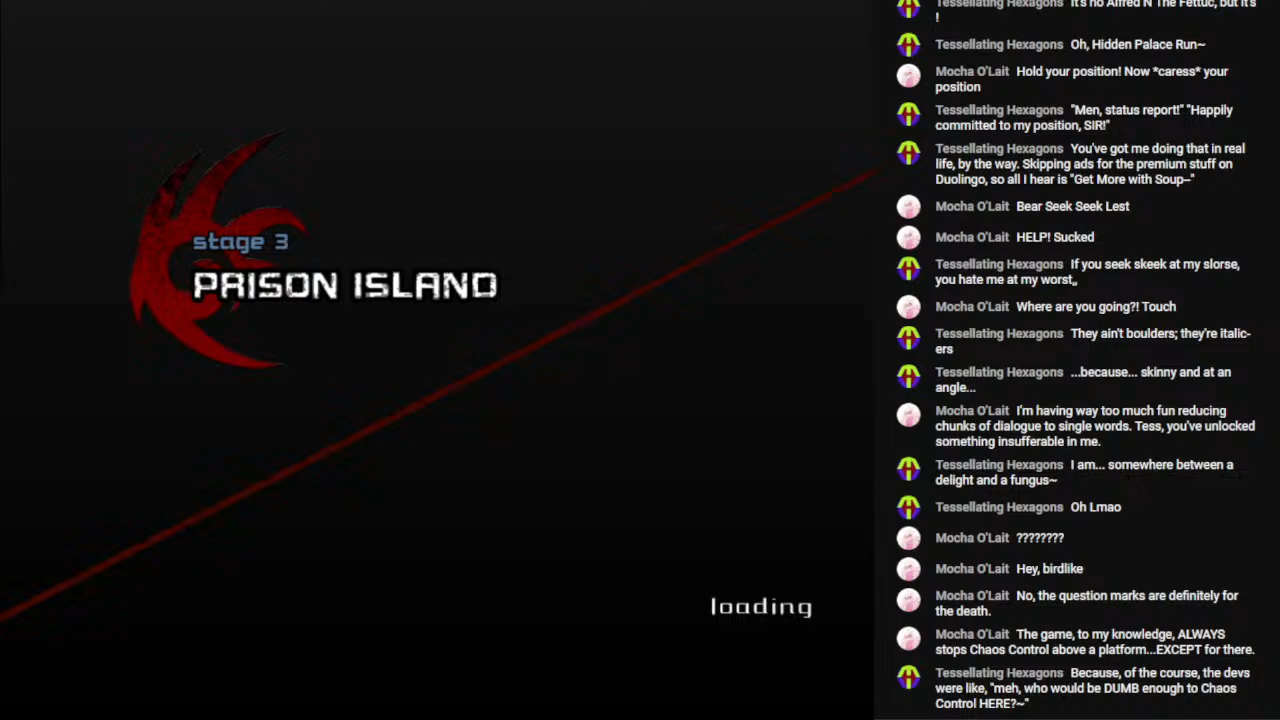 stage 3
PRISON ISLAND
loading
Tessellating Hexagons It's no Alfred N The Fettuc, but it's
!
Tessellating Hexagons Oh, Hidden Palace Run~
Mocha O'Lait Hold your position! Now *caress* your
position
Tessellating Hexagons "Men, status report!" "Happily
committed to my position, SIR!"
Tessellating Hexagons You've got me doing that in real
life, by the way. Skipping ads for the premium stuff on
Duolingo, so all I hear is "Get More with Soup–"
Mocha O'Lait Bear Seek Seek Lest
Mocha O'Lait HELP! Sucked
Tessellating Hexagons If you seek skeek at my slorse,
you hate me at my worst,,
Mocha O'Lait Where are you going?! Touch
Tessellating Hexagons They ain't boulders; they're italic-
ers
Tessellating Hexagons ...because... skinny and at an
angle...
Mocha O'Lait I'm having way too much fun reducing
chunks of dialogue to single words. Tess, you've unlocked
something insufferable in me.
Tessellating Hexagons I am... somewhere between a
delight and a fungus~
Tessellating Hexagons Oh Lmao
Mocha O'Lait ????????
Mocha O'Lait Hey, birdlike
Mocha O'Lait No, the question marks are definitely for
the death.
Mocha O'Lait The game, to my knowledge, ALWAYS
stops Chaos Control above a platform...EXCEPT for there.
Tessellating Hexagons Because, of the course, the devs
were like, "meh, who would be DUMB enough to Chaos
Control HERE?~"